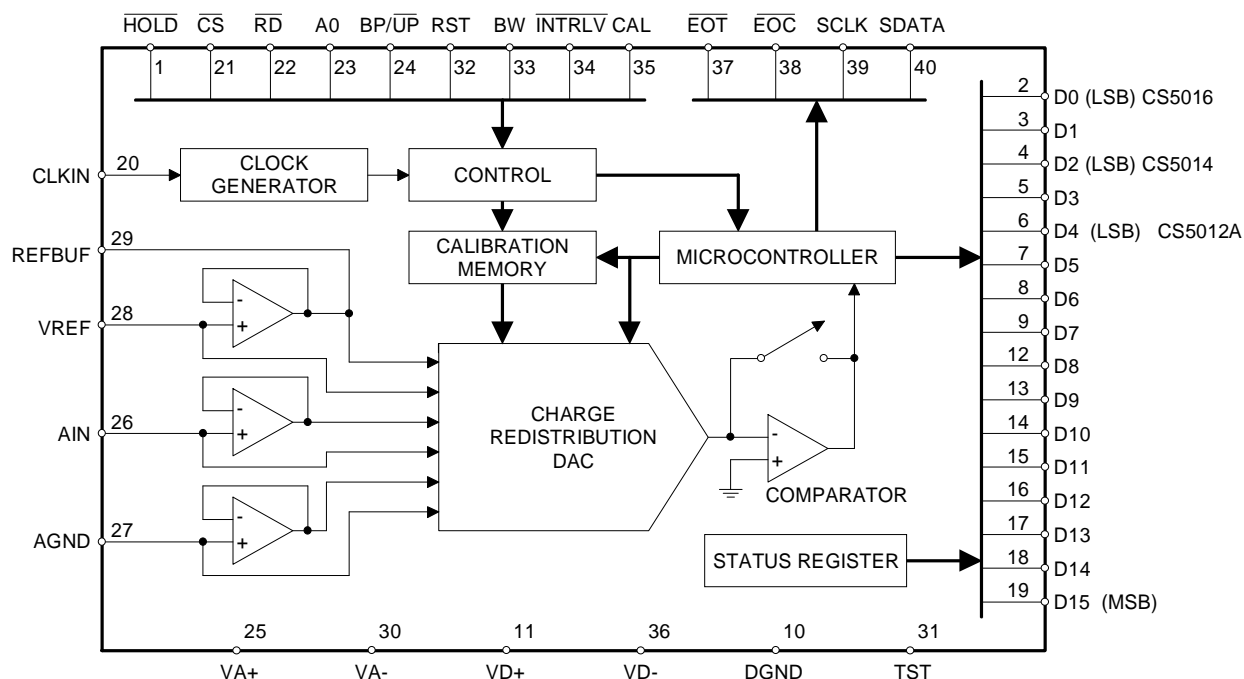 HOLD CS RD A0 BP/UP RST BW INTRLV CAL EOT EOC SCLK SDATA
1 21 22 23 24 32 33 34 35 37 38 39 40
2 D0 (LSB) CS5016
3 D1
4 D2 (LSB) CS5014
5 D3
6 D4 (LSB) CS5012A
7 D5
8 D6
9 D7
12 D8
13 D9
14 D10
15 D11
16 D12
17 D13
18 D14
19 D15 (MSB)
CLKIN 20
CLOCK
GENERATOR
CONTROL
REFBUF 29
CALIBRATION
MEMORY
MICROCONTROLLER
VREF 28
-
+
AIN 26
-
+
AGND 27
-
+
CHARGE
REDISTRIBUTION
DAC
-
+
COMPARATOR
STATUS REGISTER
25 30 11 36 10 31
VA+ VA- VD+ VD- DGND TST